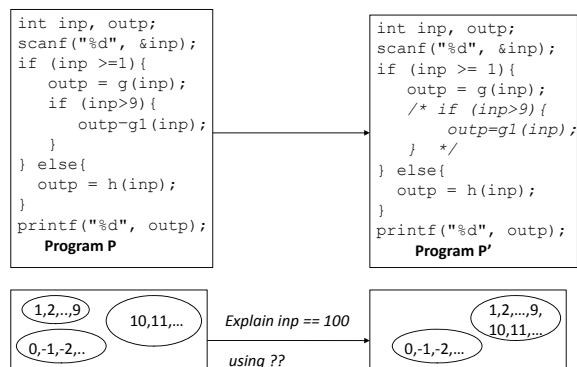 int inp, outp;
scanf("%d", &inp);
if (inp >=1){
outp = g(inp);
if (inp>9){
outp=g1(inp);
}
} else{
outp = h(inp);
}
printf("%d", outp);
Program P
int inp, outp;
scanf("%d", &inp);
if (inp >= 1){
outp = g(inp);
/* if (inp>9){
outp=g1(inp);
} */
} else{
outp = h(inp);
}
printf("%d", outp);
Program P'
1,2,..,9
10,11,...
0,-1,-2,..
Explain inp == 100
using ??
1,2,...,9,
10,11,...
0,-1,-2,...